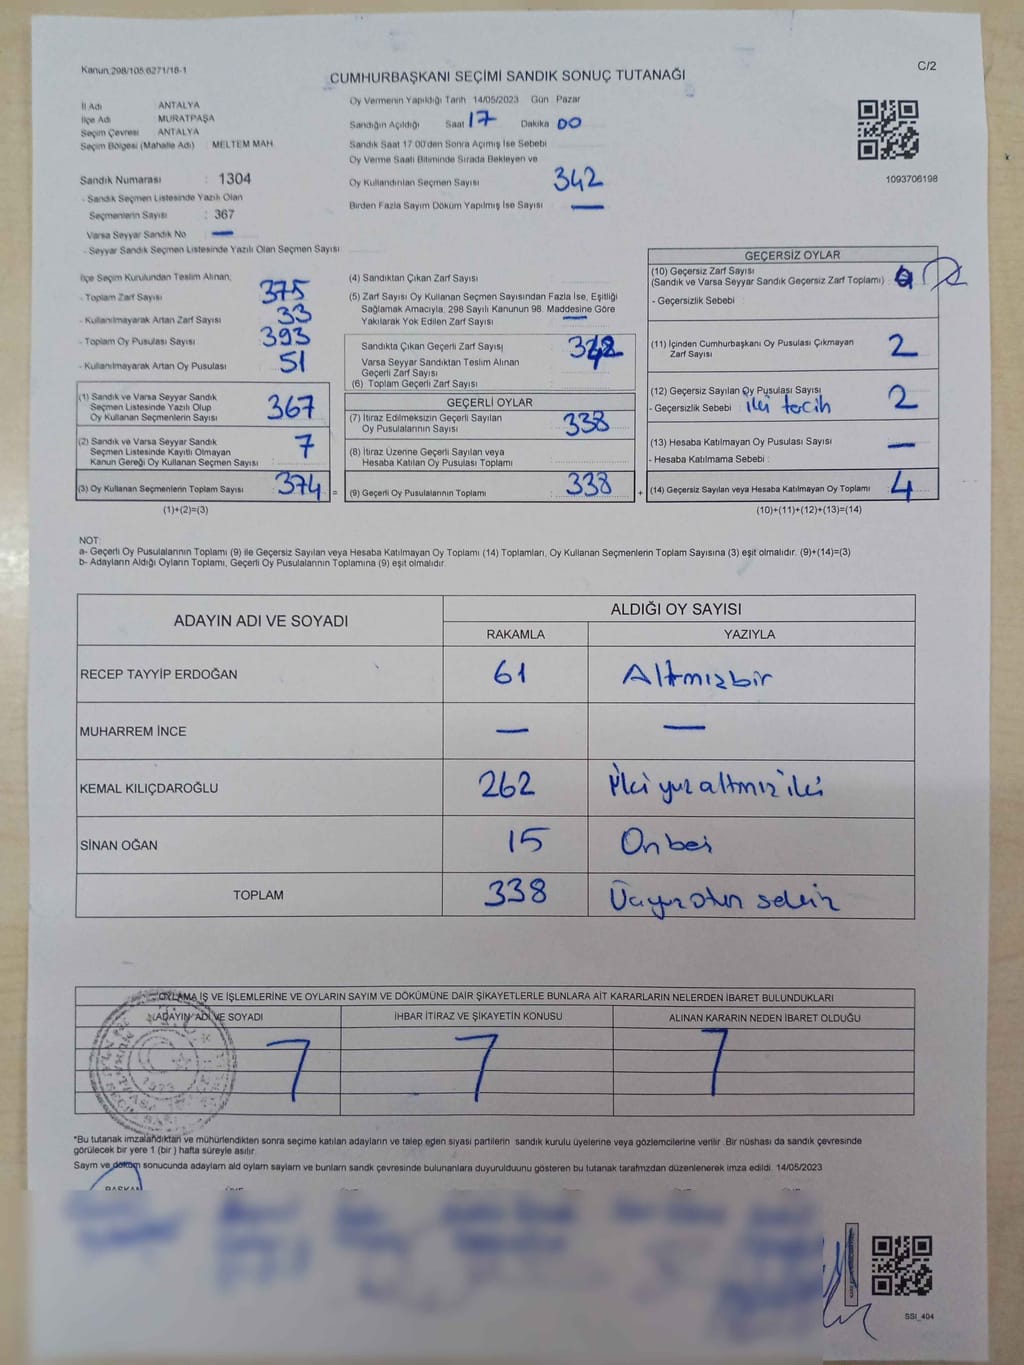 Kanun:298/105 6271/18-1
C/2
CUMHURBAŞKANI SEÇİMİ SANDIK SONUÇ TUTANAĞI
İl Adı ANTALYA
İlçe Adı MURATPAŞA
Seçim Çevresi ANTALYA
Seçim Bölgesi (Mahalle Adı) MELTEM MAH
Sandık Numarası : 1304
- Sandık Seçmen Listesinde Yazılı Olan
Seçmenlerin Sayısı : 367
Varsa Seyyar Sandık No —
- Seyyar Sandık Seçmen Listesinde Yazılı Olan Seçmen Sayısı
Oy Vermenin Yapıldığı Tarih 14/05/2023 Gün Pazar
Sandığın Açıldığı Saat 17 Dakika 00
Sandık Saat 17 00'den Sonra Açımış İse Sebebi
Oy Verme Saati Bitiminde Sırada Bekleyen ve
Oy Kullandırılan Seçmen Sayısı 342
Birden Fazla Sayım Döküm Yapılmış İse Sayısı —
1093706198
İlçe Seçim Kurulundan Teslim Alınan;
- Toplam Zarf Sayısı 375
- Kullanılmayarak Artan Zarf Sayısı 33
- Toplam Oy Pusulası Sayısı 393
- Kullanılmayarak Artan Oy Pusulası 51
(1) Sandık ve Varsa Seyyar Sandık
Seçmen Listesinde Yazılı Olup
Oy Kullanan Seçmenlerin Sayısı 367
(2) Sandık ve Varsa Seyyar Sandık
Seçmen Listesinde Kayıtlı Olmayan
Kanun Gereği Oy Kullanan Seçmen Sayısı 7
(3) Oy Kullanan Seçmenlerin Toplam Sayısı 374
(1)+(2)=(3)
=
(4) Sandıktan Çıkan Zarf Sayısı
(5) Zarf Sayısı Oy Kullanan Seçmen Sayısından Fazla İse, Eşitliği
Sağlamak Amacıyla, 298 Sayılı Kanunun 98. Maddesine Göre
Yakılarak Yok Edilen Zarf Sayısı —
Sandıkta Çıkan Geçerli Zarf Sayısı 342
Varsa Seyyar Sandıktan Teslim Alınan
Geçerli Zarf Sayısı
(6) Toplam Geçerli Zarf Sayısı
GEÇERLİ OYLAR
(7) İtiraz Edilmeksizin Geçerli Sayılan
Oy Pusulalarının Sayısı 338
(8) İtiraz Üzerine Geçerli Sayılan veya
Hesaba Katılan Oy Pusulası Toplamı
(9) Geçerli Oy Pusulalarının Toplamı 338
+
GEÇERSİZ OYLAR
(10) Geçersiz Zarf Sayısı
(Sandık ve Varsa Seyyar Sandık Geçersiz Zarf Toplamı)
- Geçersizlik Sebebi
(11) İçinden Cumhurbaşkanı Oy Pusulası Çıkmayan
Zarf Sayısı 2
(12) Geçersiz Sayılan Oy Pusulası Sayısı 2
- Geçersizlik Sebebi : iki tercih
(13) Hesaba Katılmayan Oy Pusulası Sayısı —
- Hesaba Katılmama Sebebi
(14) Geçersiz Sayılan veya Hesaba Katılmayan Oy Toplamı 4
(10)+(11)+(12)+(13)=(14)
NOT:
a- Geçerli Oy Pusulalarının Toplamı (9) ile Geçersiz Sayılan veya Hesaba Katılmayan Oy Toplamı (14) Toplamları, Oy Kullanan Seçmenlerin Toplam Sayısına (3) eşit olmalıdır. (9)+(14)=(3)
b- Adayların Aldığı Oyların Toplamı, Geçerli Oy Pusulalarının Toplamına (9) eşit olmalıdır.
ADAYIN ADI VE SOYADI ALDIĞI OY SAYISI
RAKAMLA YAZIYLA
RECEP TAYYİP ERDOĞAN 61 Altmışbir
MUHARREM İNCE — —
KEMAL KILIÇDAROĞLU 262 İki yüz altmış iki
SİNAN OĞAN 15 Onbeş
TOPLAM 338 Üçyüz otuz sekiz
OYLAMA İŞ VE İŞLEMLERİNE VE OYLARIN SAYIM VE DÖKÜMÜNE DAİR ŞİKAYETLERLE BUNLARA AİT KARARLARIN NELERDEN İBARET BULUNDUKLARI
ADAYIN ADI VE SOYADI İHBAR İTİRAZ VE ŞİKAYETİN KONUSU ALINAN KARARIN NEDEN İBARET OLDUĞU
*Bu tutanak imzalandıktan ve mühürlendikten sonra seçime katılan adayların ve talep eden siyasi partilerin sandık kurulu üyelerine veya gözlemcilerine verilir. Bir nüshası da sandık çevresinde
görülecek bir yere 1 (bir ) hafta süreyle asılır.
Sayım ve döküm sonucunda adaylarn ald oylarn saylarn ve bunlarn sandk çevresinde bulunanlara duyurulduunu gösteren bu tutanak tarafmzdan düzenlenerek imza edildi. 14/05/2023
BAŞKAN
SSI_404